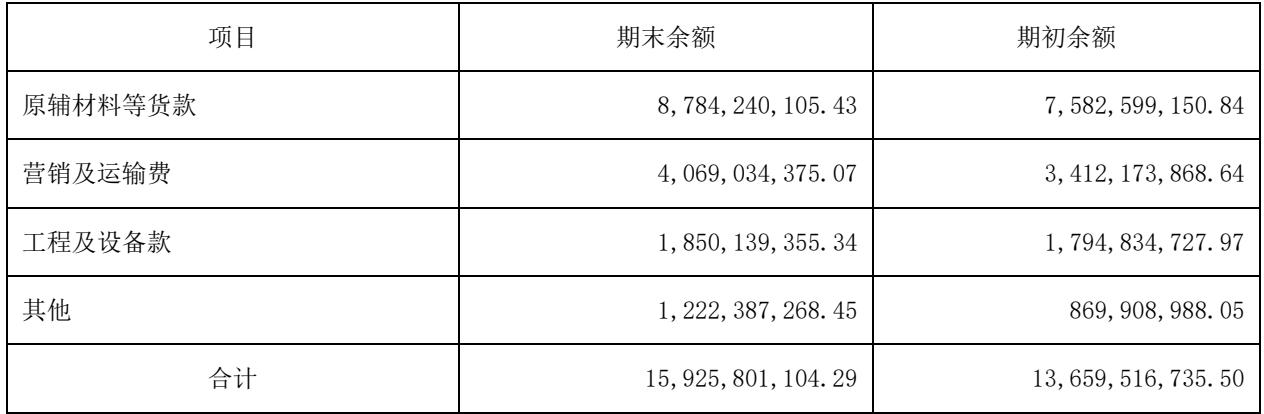 项目 期末余额 期初余额
原辅材料等货款 8,784,240,105.43 7,582,599,150.84
营销及运输费 4,069,034,375.07 3,412,173,868.64
工程及设备款 1,850,139,355.34 1,794,834,727.97
其他 1,222,387,268.45 869,908,988.05
合计 15,925,801,104.29 13,659,516,735.50